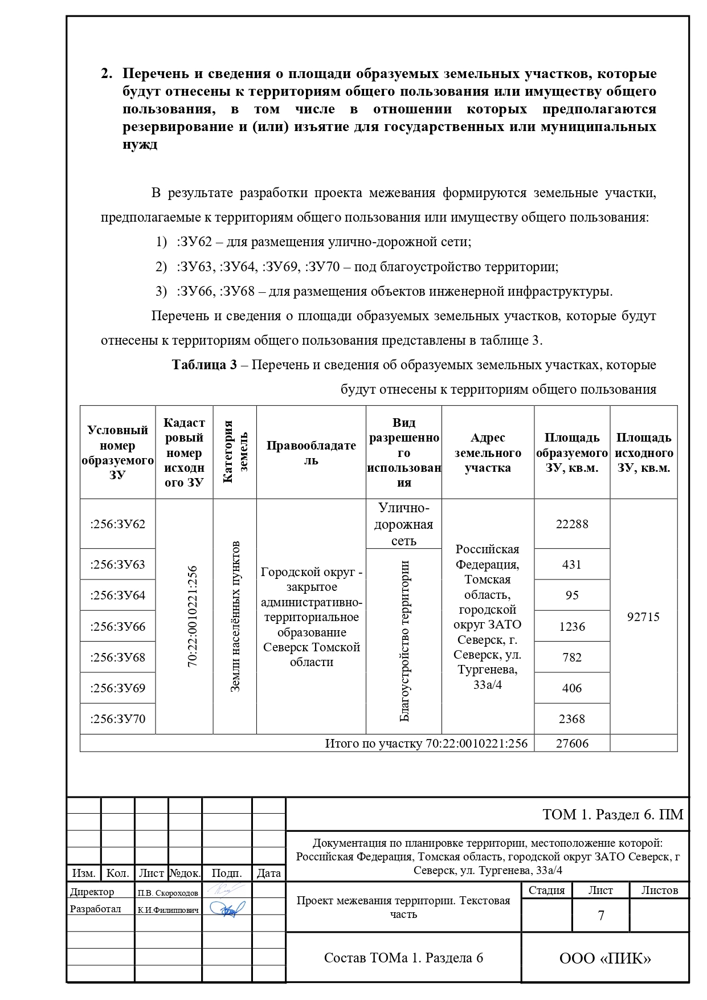 2. Перечень и сведения о площади образуемых земельных участков, которые
будут отнесены к территориям общего пользования или имуществу общего
пользования, в том числе в отношении которых предполагаются
резервирование и (или) изъятие для государственных или муниципальных
нужд
В результате разработки проекта межевания формируются земельные участки,
предполагаемые к территориям общего пользования или имуществу общего пользования:
1) :ЗУ62 – для размещения улично-дорожной сети;
2) :ЗУ63, :ЗУ64, :ЗУ69, :ЗУ70 – под благоустройство территории;
3) :ЗУ66, :ЗУ68 – для размещения объектов инженерной инфраструктуры.
Перечень и сведения о площади образуемых земельных участков, которые будут
отнесены к территориям общего пользования представлены в таблице 3.
Таблица 3 – Перечень и сведения об образуемых земельных участках, которые
будут отнесены к территориям общего пользования
Условный
номер
образуемого
ЗУ
Кадаст
ровый
номер
исходн
ого ЗУ
Категория
земель
Правообладате
ль
Вид
разрешенно
го
использован
ия
Адрес
земельного
участка
Площадь
образуемого
ЗУ, кв.м.
Площадь
исходного
ЗУ, кв.м.
:256:ЗУ62
70:22:0010221:256
Земли населённых пунктов
Городской округ -
закрытое
административно-
территориальное
образование
Северск Томской
области
Улично-
дорожная
сеть
Российская
Федерация,
Томская
область,
городской
округ ЗАТО
Северск, г.
Северск, ул.
Тургенева,
33а/4
22288
92715
:256:ЗУ63
Благоустройство территории
431
:256:ЗУ64
95
:256:ЗУ66
1236
:256:ЗУ68
782
:256:ЗУ69
406
:256:ЗУ70
2368
Итого по участку 70:22:0010221:256
27606
ТОМ 1. Раздел 6. ПМ
Документация по планировке территории, местоположение которой:
Российская Федерация, Томская область, городской округ ЗАТО Северск, г
Северск, ул. Тургенева, 33а/4
Изм. Кол. Лист №док. Подп. Дата
Директор П.В. Скороходов
Разработал К.И.Филиппович
Проект межевания территории. Текстовая
часть
Стадия Лист Листов
7
Состав ТОМа 1. Раздела 6
ООО «ПИК»